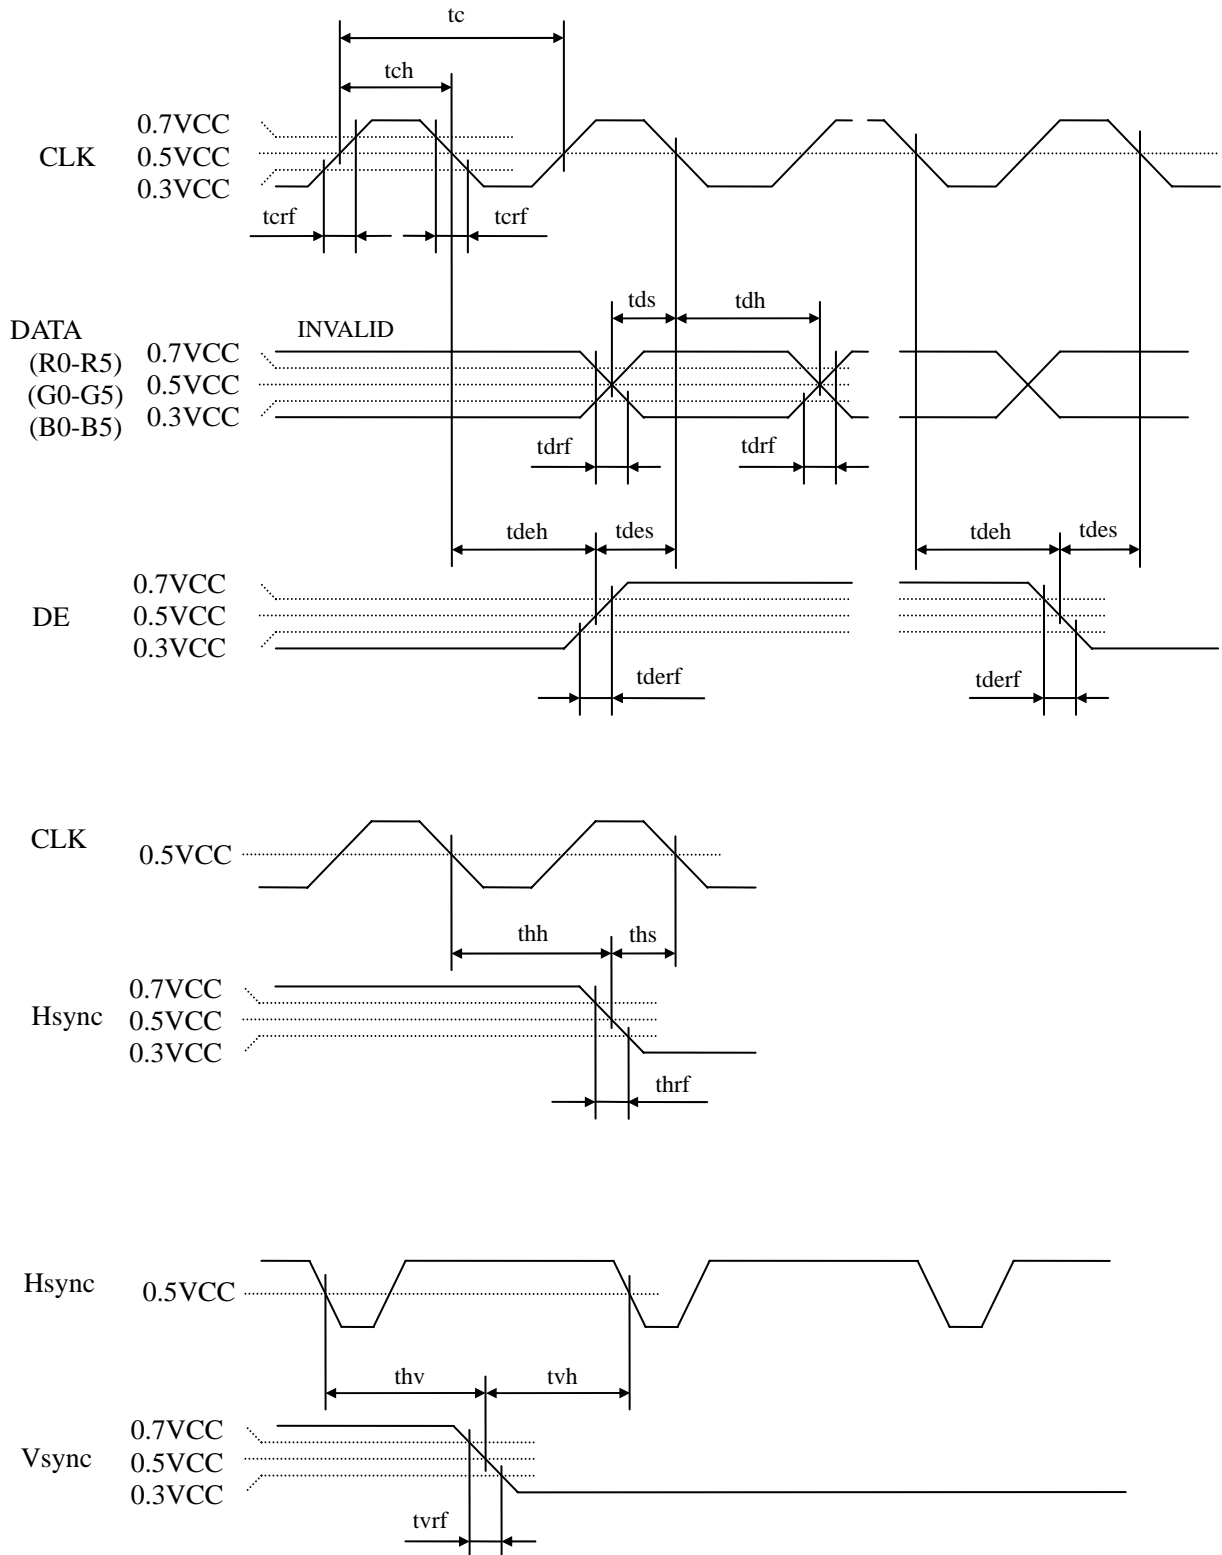 tc
tch
0.7VCC
CLK 0.5VCC
0.3VCC
tcrf tcrf
tds tdh
DATA INVALID
(R0-R5) 0.7VCC
(G0-G5) 0.5VCC
(B0-B5) 0.3VCC
tdrf tdrf
tdeh tdes tdeh tdes
0.7VCC
DE 0.5VCC
0.3VCC
tderf tderf
CLK 0.5VCC
thh ths
0.7VCC
Hsync 0.5VCC
0.3VCC
thrf
Hsync 0.5VCC
thv tvh
0.7VCC
Vsync 0.5VCC
0.3VCC
tvrf